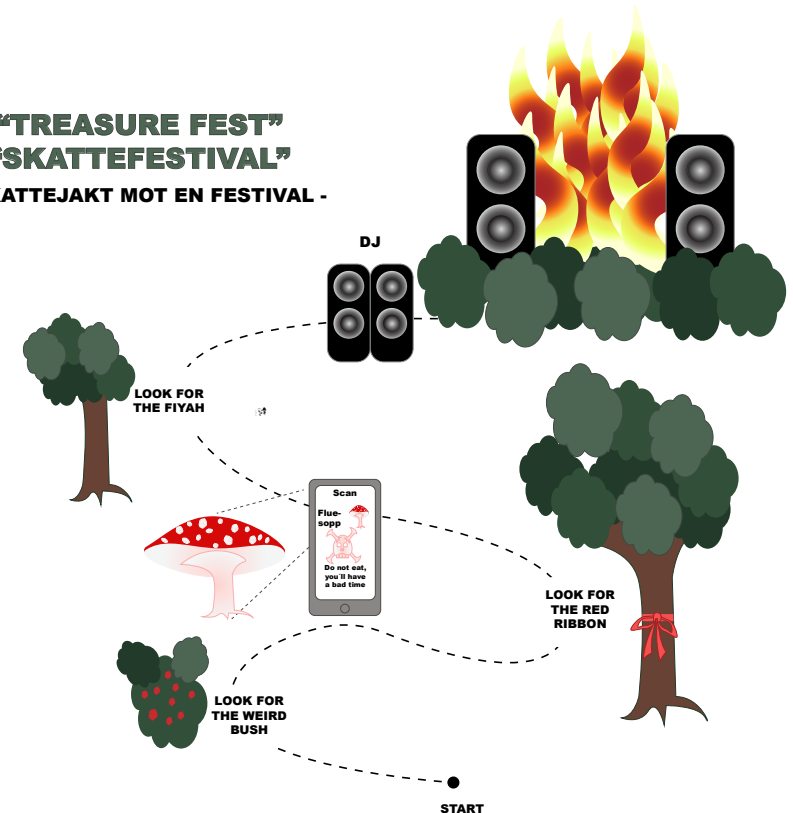 “TREASURE FEST”
“SKATTEFESTIVAL”
KATTEJAKT MOT EN FESTIVAL -
DJ
LOOK FOR
THE FIYAH
Scan
Flue-
sopp
Do not eat,
you´ll have
a bad time
LOOK FOR
THE RED
RIBBON
LOOK FOR
THE WEIRD
BUSH
START